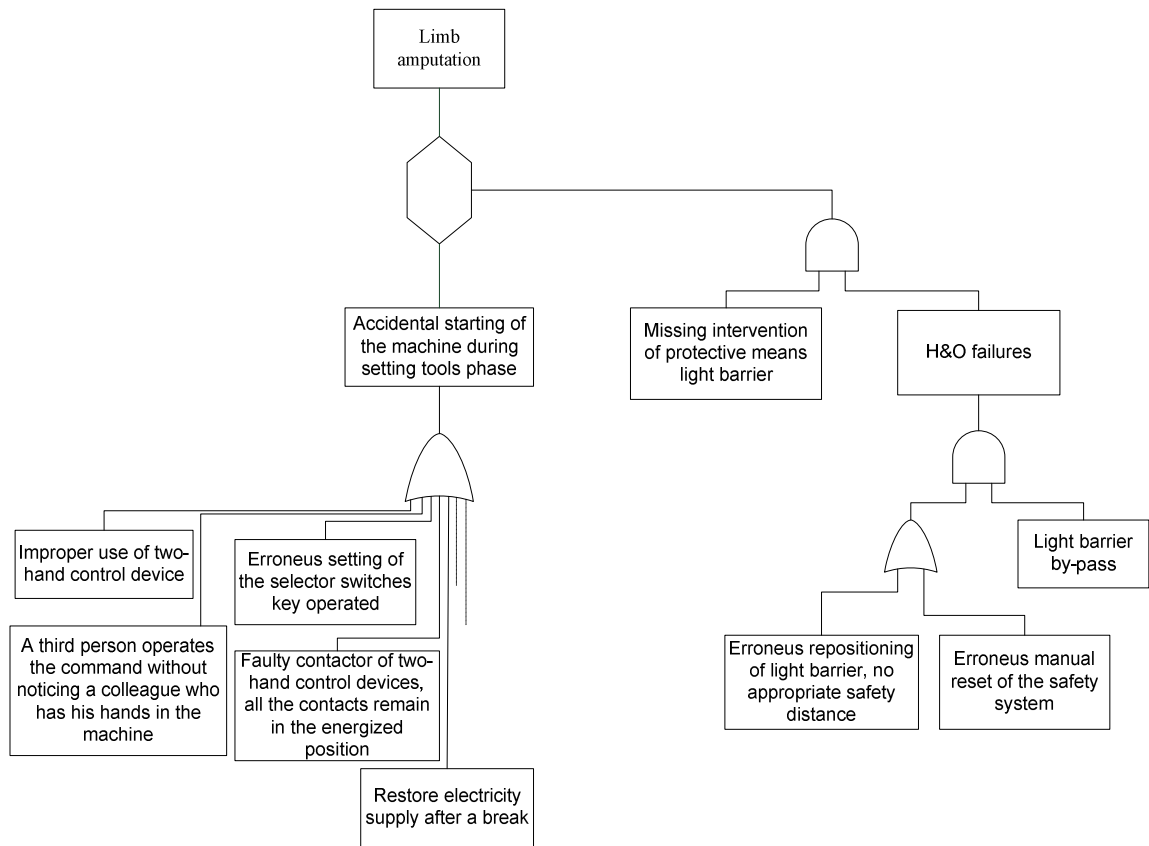 Limb
amputation
Accidental starting of
the machine during
setting tools phase
Missing intervention
of protective means
light barrier
H&O failures
Improper use of two-
hand control device
Erroneus setting of
the selector switches
key operated
Light barrier
by-pass
A third person operates
the command without
noticing a colleague who
has his hands in the
machine
Faulty contactor of two-
hand control devices,
all the contacts remain
in the energized
position
Erroneus repositioning
of light barrier, no
appropriate safety
distance
Erroneus manual
reset of the safety
system
Restore electricity
supply after a break